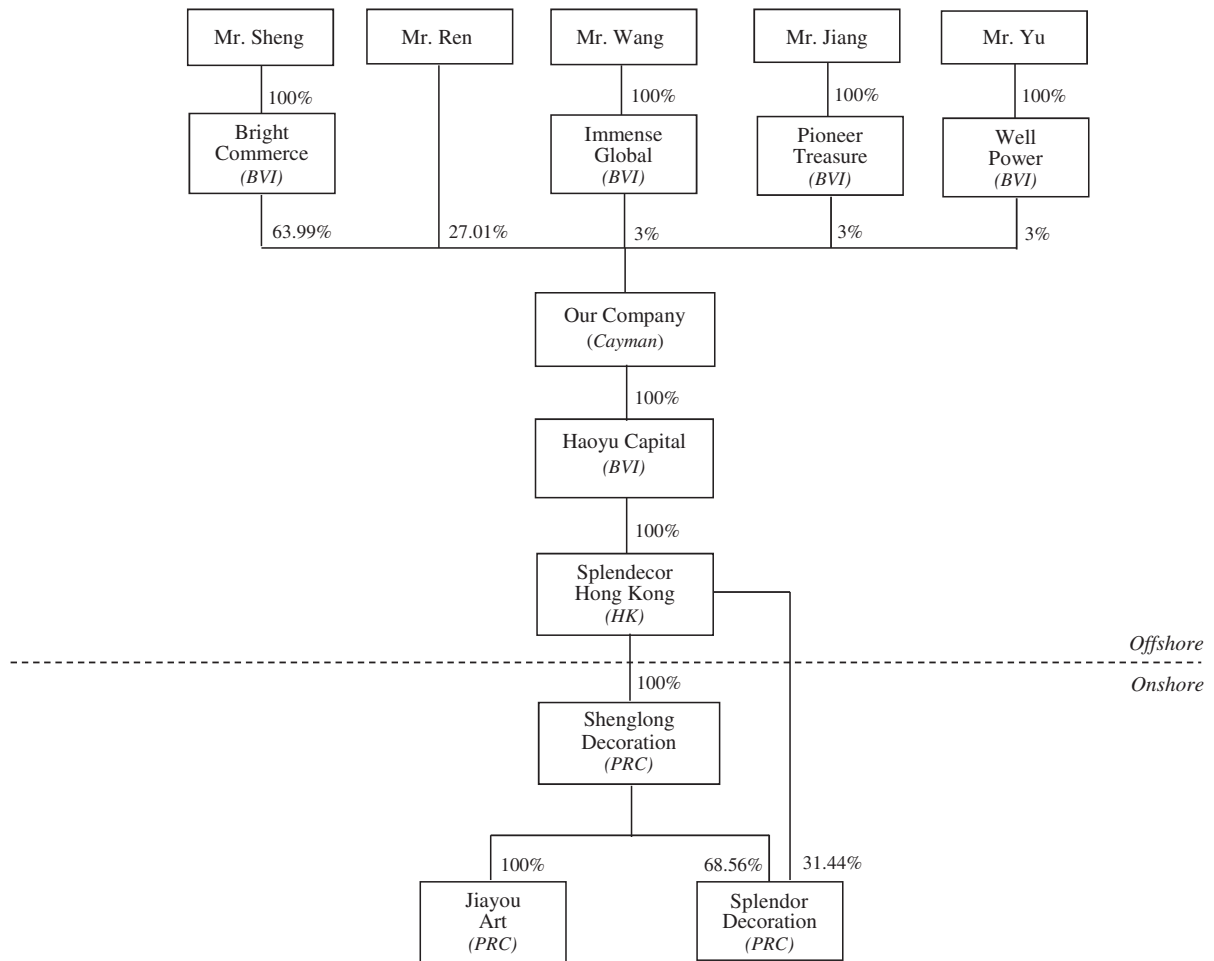 Mr. Sheng
Mr. Ren
Mr. Wang
Mr. Jiang
Mr. Yu
100%
100%
100%
100%
Bright
Commerce
(BVI)
Immense
Global
(BVI)
Pioneer
Treasure
(BVI)
Well
Power
(BVI)
63.99%
27.01%
3%
3%
3%
Our Company
(Cayman)
100%
Haoyu Capital
(BVI)
100%
Splendecor
Hong Kong
(HK)
Offshore
Onshore
100%
Shenglong
Decoration
(PRC)
100%
68.56%
31.44%
Jiayou
Art
(PRC)
Splendor
Decoration
(PRC)